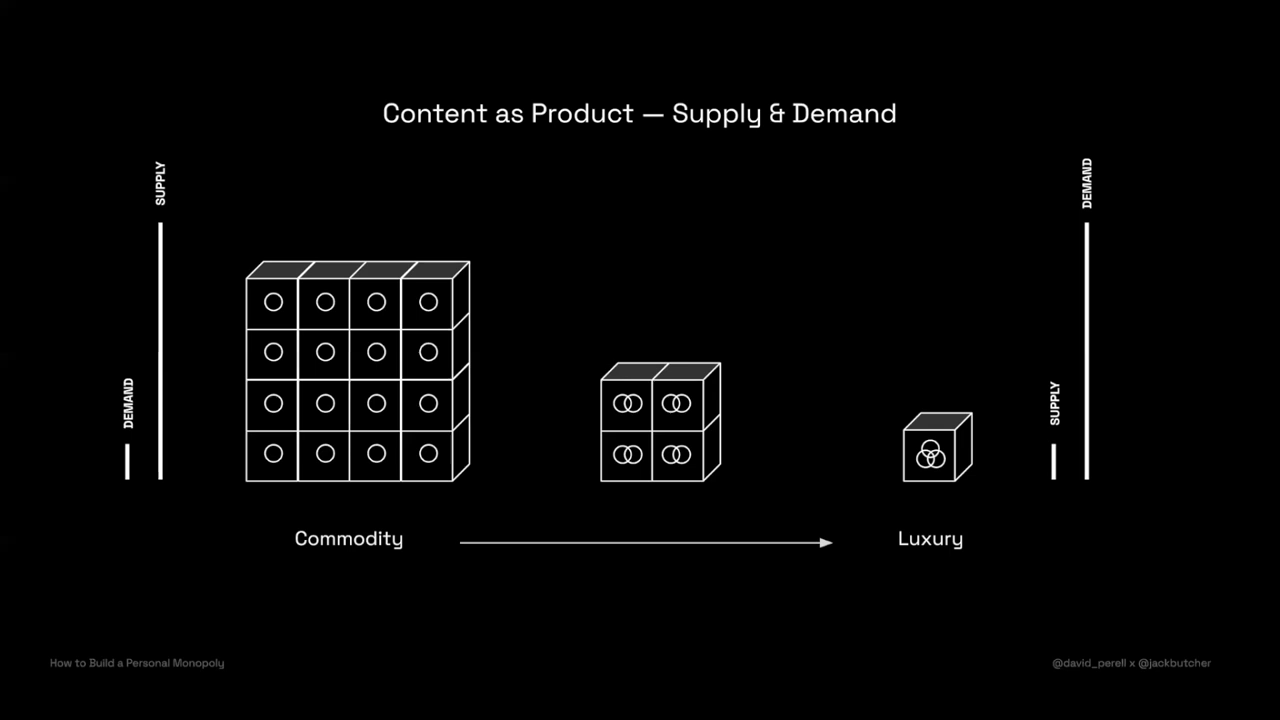 Content as Product — Supply & Demand
SUPPLY
DEMAND
DEMAND
SUPPLY
Commodity
Luxury
How to Build a Personal Monopoly
@david_perell x @jackbutcher